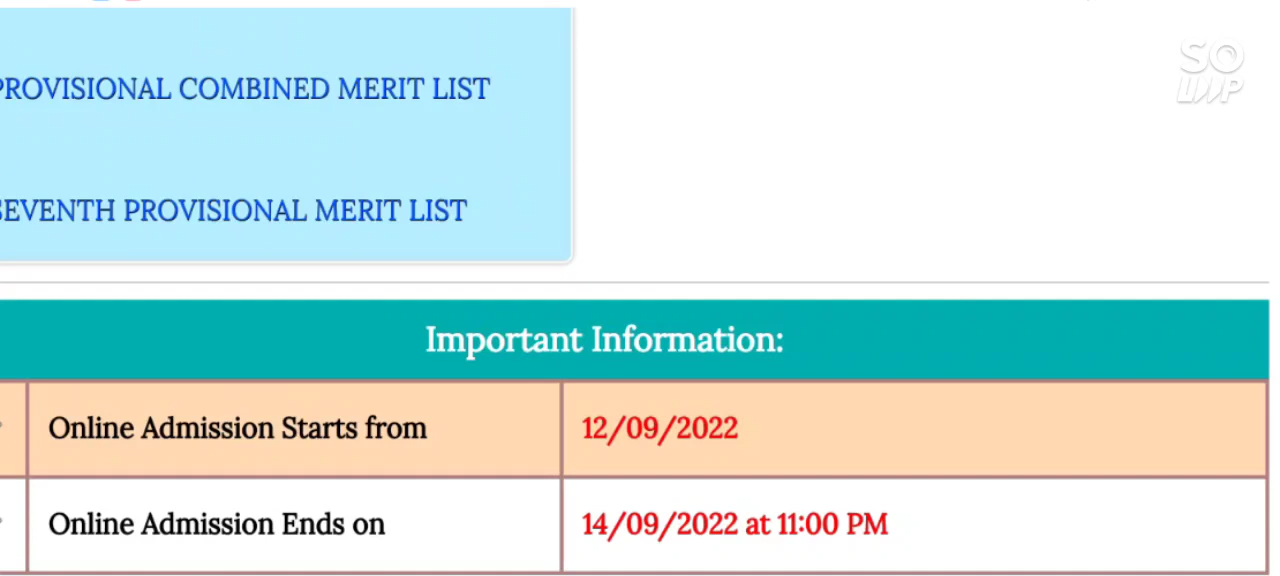 PROVISIONAL COMBINED MERIT LIST
SEVENTH PROVISIONAL MERIT LIST
Important Information:
Online Admission Starts from 12/09/2022
Online Admission Ends on 14/09/2022 at 11:00 PM